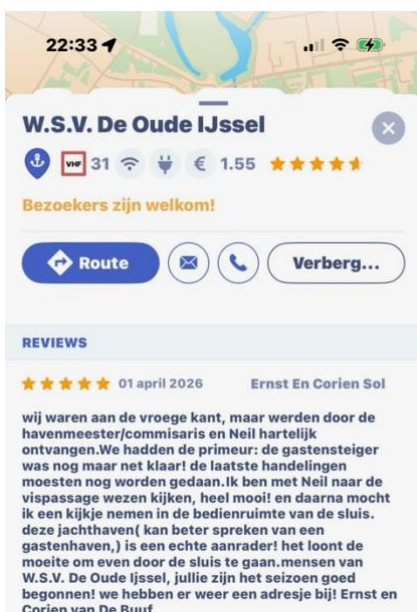 22:33
W.S.V. De Oude IJssel
VHF 31 € 1.55
Bezoekers zijn welkom!
Route Verberg...
REVIEWS
01 april 2026 Ernst En Corien Sol
wij waren aan de vroege kant, maar werden door de
havenmeester/commisaris en Neil hartelijk
ontvangen.We hadden de primeur: de gastensteiger
was nog maar net klaar! de laatste handelingen
moesten nog worden gedaan.Ik ben met Neil naar de
vispassage wezen kijken, heel mooi! en daarna mocht
ik een kijkje nemen in de bedienruimte van de sluis.
deze jachthaven( kan beter spreken van een
gastenhaven,) is een echte aanrader! het loont de
moeite om even door de sluis te gaan.mensen van
W.S.V. De Oude Ijssel, jullie zijn het seizoen goed
begonnen! we hebben er weer een adresje bij! Ernst en
Corien van De Buuf